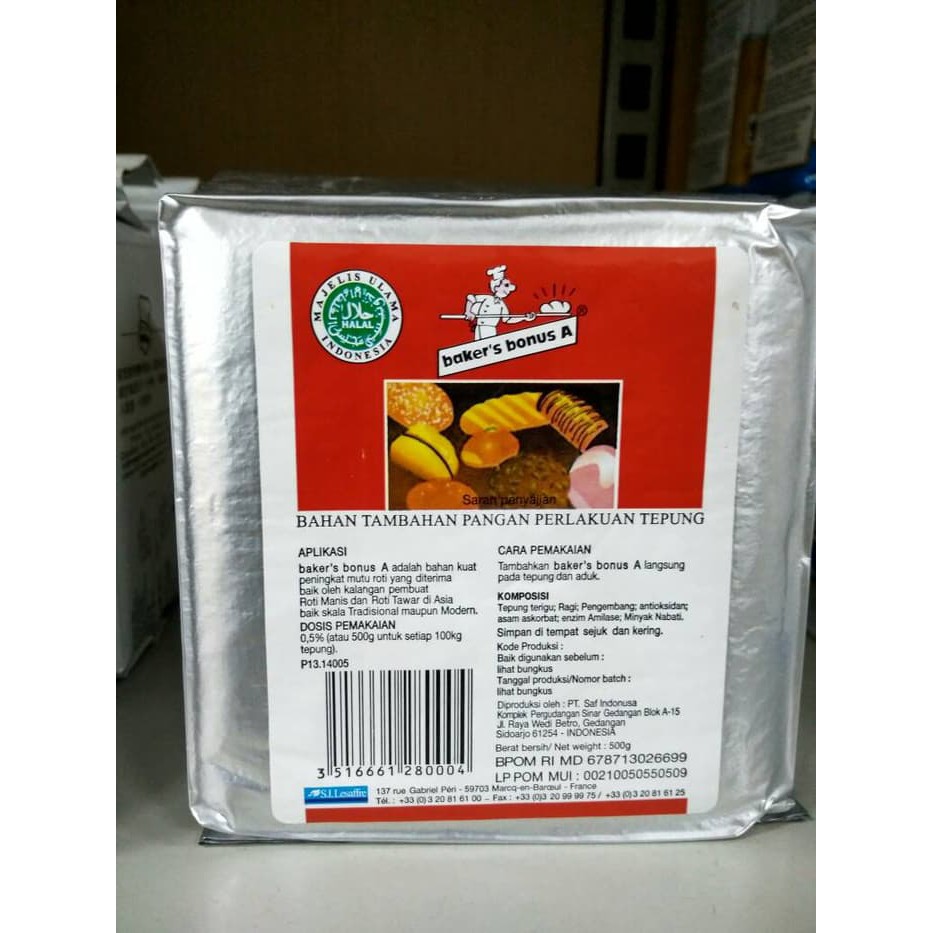 MAJELIS ULAMA
حلال
HALAL
INDONESIA
baker's bonus A®
Saran penyajian
BAHAN TAMBAHAN PANGAN PERLAKUAN TEPUNG
APLIKASI
baker's bonus A adalah bahan kuat
peningkat mutu roti yang diterima
baik oleh kalangan pembuat
Roti Manis dan Roti Tawar di Asia
baik skala Tradisional maupun Modern.
DOSIS PEMAKAIAN
0,5% (atau 500g untuk setiap 100kg
tepung).
P13.14005
CARA PEMAKAIAN
Tambahkan baker's bonus A langsung
pada tepung dan aduk.
KOMPOSISI
Tepung terigu; Ragi; Pengembang; antioksidan;
asam askorbat; enzim Amilase; Minyak Nabati.
Simpan di tempat sejuk dan kering.
Kode Produksi :
Baik digunakan sebelum :
lihat bungkus
Tanggal produksi/Nomor batch :
lihat bungkus
Diproduksi oleh : PT. Saf Indonusa
Komplek Pergudangan Sinar Gedangan Blok A-15
Jl. Raya Wedi Betro, Gedangan
Sidoarjo 61254 - INDONESIA
Berat bersih/ Net weight : 500g
BPOM RI MD 678713026699
LP POM MUI : 00210050550509
3 516661 280004
S.I.Lesaffre
137 rue Gabriel Péri - 59703 Marcq-en-Barœul - France
Tél. : +33 (0)3 20 81 61 00 – Fax : +33 (0)3 20 99 99 75 / +33 (0)3 20 81 61 25